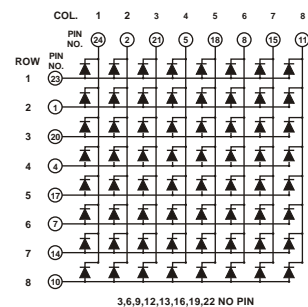 COL. 1 2 3 4 5 6 7 8
PIN NO. 24 2 21 5 18 8 15 11
ROW PIN NO.
1 23
2 1
3 20
4 4
5 17
6 7
7 14
8 10
3,6,9,12,13,16,19,22 NO PIN